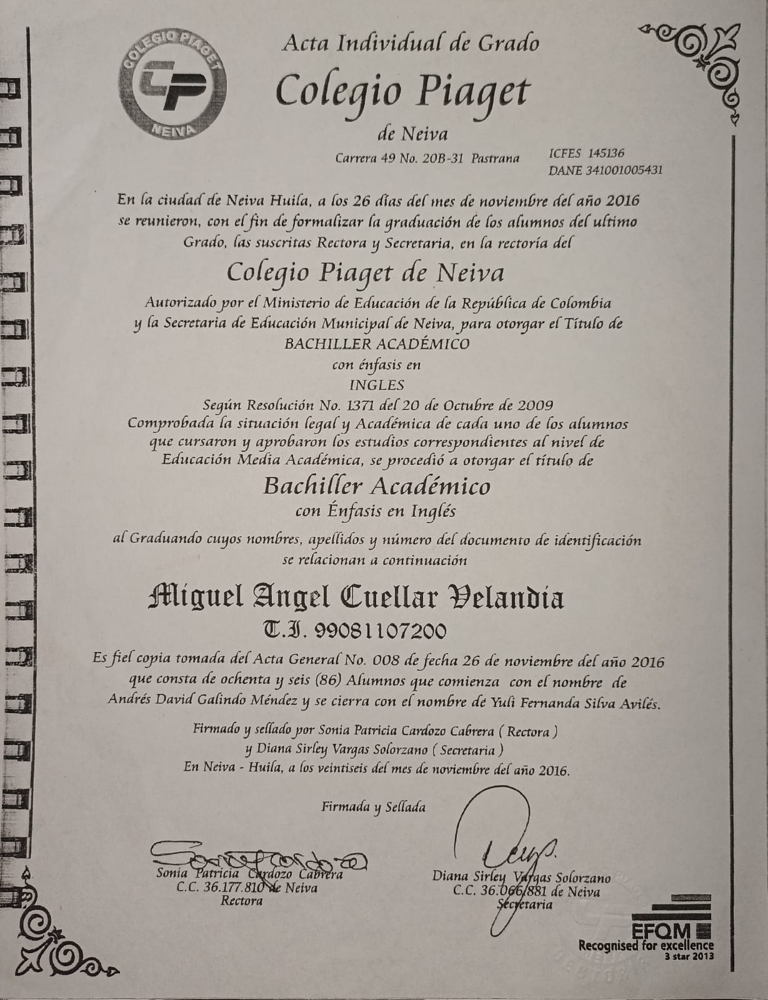 COLEGIO PIAGET
CP
NEIVA
Acta Individual de Grado
Colegio Piaget
de Neiva
Carrera 49 No. 20B-31 Pastrana
ICFES 145136
DANE 341001005431
En la ciudad de Neiva Huila, a los 26 días del mes de noviembre del año 2016
se reunieron, con el fin de formalizar la graduación de los alumnos del ultimo
Grado, las suscritas Rectora y Secretaria, en la rectoría del
Colegio Piaget de Neiva
Autorizado por el Ministerio de Educación de la República de Colombia
y la Secretaria de Educación Municipal de Neiva, para otorgar el Título de
BACHILLER ACADÉMICO
con énfasis en
INGLES
Según Resolución No. 1371 del 20 de Octubre de 2009
Comprobada la situación legal y Académica de cada uno de los alumnos
que cursaron y aprobaron los estudios correspondientes al nivel de
Educación Media Académica, se procedió a otorgar el título de
Bachiller Académico
con Énfasis en Inglés
al Graduando cuyos nombres, apellidos y número del documento de identificación
se relacionan a continuación
Miguel Angel Cuellar Velandia
T.I. 99081107200
Es fiel copia tomada del Acta General No. 008 de fecha 26 de noviembre del año 2016
que consta de ochenta y seis (86) Alumnos que comienza con el nombre de
Andrés David Galindo Méndez y se cierra con el nombre de Yuli Fernanda Silva Avilés.
Firmado y sellado por Sonia Patricia Cardozo Cabrera ( Rectora )
y Diana Sirley Vargas Solorzano ( Secretaria )
En Neiva - Huila, a los veintiseis del mes de noviembre del año 2016.
Firmada y Sellada
Sonia Patricia Cardozo Cabrera
C.C. 36.177.810 de Neiva
Rectora
Diana Sirley Vargas Solorzano
C.C. 36.066.881 de Neiva
Secretaria
EFQM
Recognised for excellence
3 star 2013